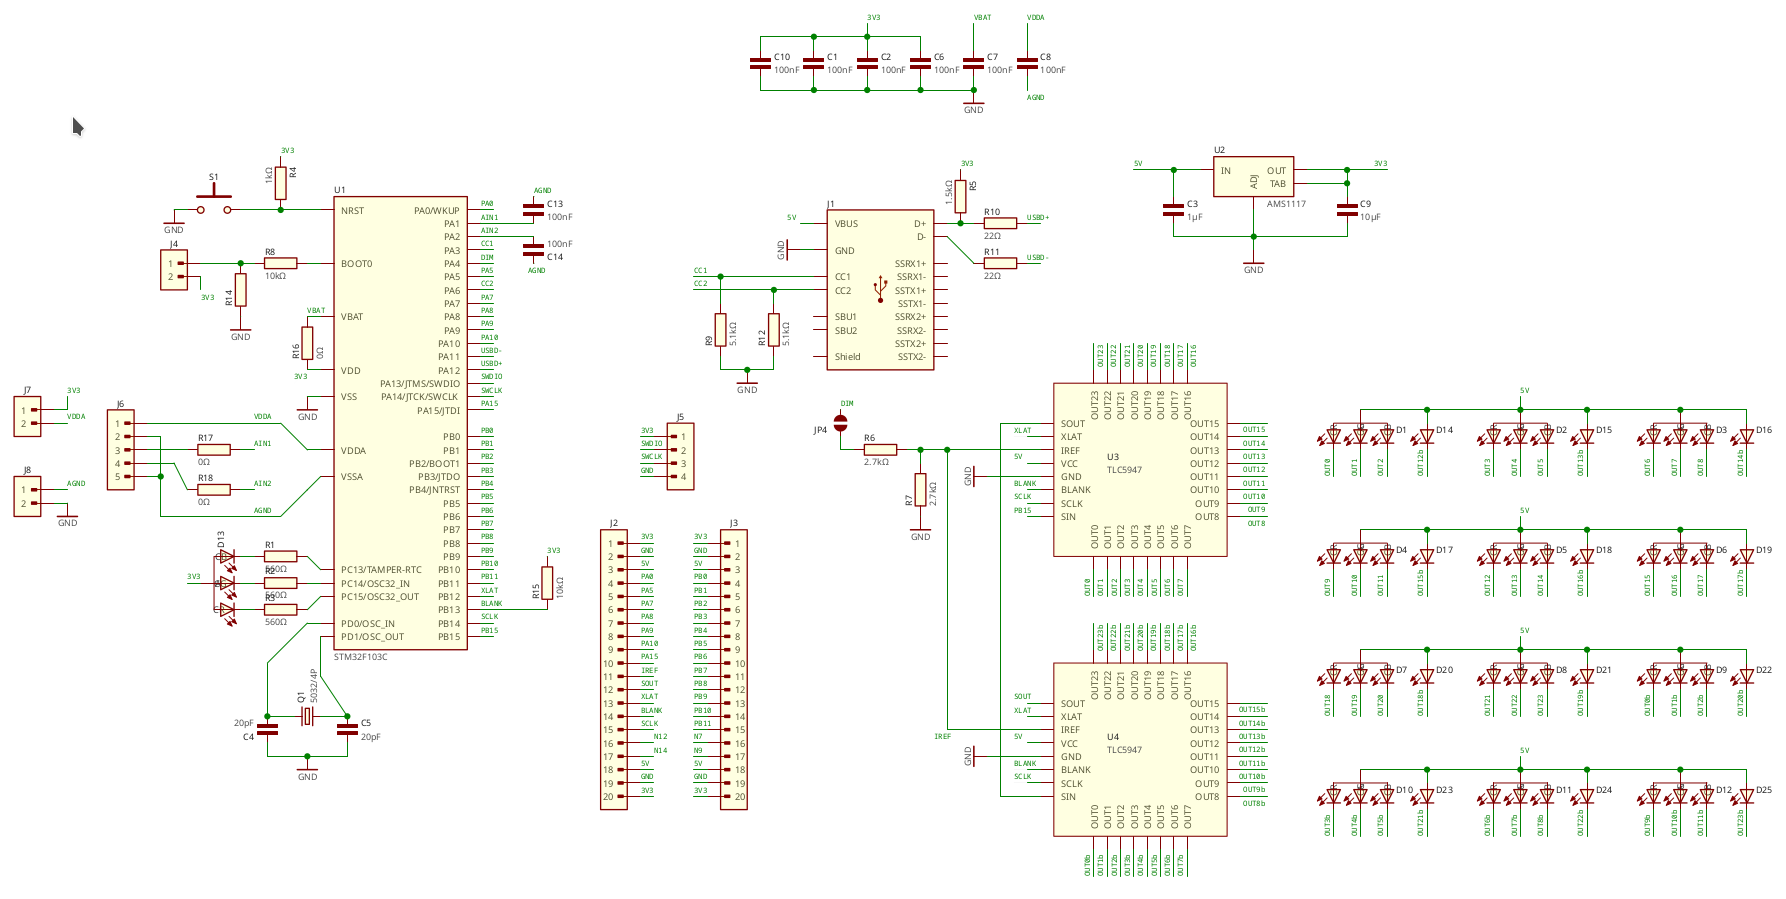 3V3 VBAT VDDA
C10 C1 C2 C6 C7 C8
100nF 100nF 100nF 100nF 100nF 100nF
AGND
GND
3V3
1kΩ R4
S1
GND
J4
1
2
3V3
R8
10kΩ
R14
GND
VBAT
R16
0Ω
3V3
GND
U1
NRST
BOOT0
VBAT
VDD
VSS
VDDA
VSSA
PC13/TAMPER-RTC
PC14/OSC32_IN
PC15/OSC32_OUT
PD0/OSC_IN
PD1/OSC_OUT
STM32F103C
PA0/WKUP PA0
PA1 AIN1
PA2 AIN2
PA3 CC1
PA4 DIM
PA5 PA5
PA6 CC2
PA7 PA7
PA8 PA8
PA9 PA9
PA10 PA10
PA11 USBD-
PA12 USBD+
PA13/JTMS/SWDIO SWDIO
PA14/JTCK/SWCLK SWCLK
PA15/JTDI PA15
PB0 PB0
PB1 PB1
PB2/BOOT1 PB2
PB3/JTDO PB3
PB4/JNTRST PB4
PB5 PB5
PB6 PB6
PB7 PB7
PB8 PB8
PB9 PB9
PB10 PB10
PB11 PB11
PB12 XLAT
PB13 BLANK
PB14 SCLK
PB15 PB15
AGND
C13
100nF
100nF
C14
AGND
3V3
R15
10kΩ
J7
3V3
1
2 VDDA
J8
1 AGND
2
GND
J6
1
2
3
4
5
VDDA
R17 AIN1
0Ω
R18 AIN2
0Ω
AGND
D13
3V3
R1
560Ω
R2
560Ω
R3
560Ω
Q1
5032/4P
20pF
C4
C5
20pF
GND
J1
5V VBUS
GND GND
CC1 CC1
CC2 CC2
SBU1
SBU2
Shield
D+
D-
SSRX1+
SSRX1-
SSTX1+
SSTX1-
SSRX2+
SSRX2-
SSTX2+
SSTX2-
3V3
1.5kΩ R5
R10 USBD+
22Ω
R11 USBD-
22Ω
R9 5.1kΩ
R12 5.1kΩ
GND
U2
5V IN OUT 3V3
ADJ TAB
AMS1117
C3
1µF
C9
10µF
GND
J5
3V3 1
SWDIO 2
SWCLK 3
GND 4
J2
1 3V3
2 GND
3 5V
4 PA0
5 PA5
6 PA7
7 PA8
8 PA9
9 PA10
10 PA15
11 IREF
12 SOUT
13 XLAT
14 BLANK
15 SCLK
16 N12
17 N14
18 5V
19 GND
20 3V3
J3
3V3 1
GND 2
5V 3
PB0 4
PB1 5
PB2 6
PB3 7
PB4 8
PB5 9
PB6 10
PB7 11
PB8 12
PB9 13
PB10 14
PB11 15
N7 16
N9 17
5V 18
GND 19
3V3 20
DIM
JP4
R6
2.7kΩ
R7 2.7kΩ
GND
IREF
OUT23 OUT22 OUT21 OUT20 OUT19 OUT18 OUT17 OUT16
OUT23 OUT22 OUT21 OUT20 OUT19 OUT18 OUT17 OUT16
SOUT
XLAT XLAT
IREF
5V VCC
GND GND
BLANK BLANK
SCLK SCLK
PB15 SIN
U3
TLC5947
OUT15 OUT15
OUT14 OUT14
OUT13 OUT13
OUT12 OUT12
OUT11 OUT11
OUT10 OUT10
OUT9 OUT9
OUT8 OUT8
OUT0 OUT1 OUT2 OUT3 OUT4 OUT5 OUT6 OUT7
OUT0 OUT1 OUT2 OUT3 OUT4 OUT5 OUT6 OUT7
OUT23b OUT22b OUT21b OUT20b OUT19b OUT18b OUT17b OUT16b
OUT23 OUT22 OUT21 OUT20 OUT19 OUT18 OUT17 OUT16
SOUT SOUT
XLAT XLAT
IREF
5V VCC
GND GND
BLANK BLANK
SCLK SCLK
SIN
U4
TLC5947
OUT15 OUT15b
OUT14 OUT14b
OUT13 OUT13b
OUT12 OUT12b
OUT11 OUT11b
OUT10 OUT10b
OUT9 OUT9b
OUT8 OUT8b
OUT0 OUT1 OUT2 OUT3 OUT4 OUT5 OUT6 OUT7
OUT0b OUT1b OUT2b OUT3b OUT4b OUT5b OUT6b OUT7b
5V
D1 D14 D2 D15 D3 D16
OUT0 OUT1 OUT2 OUT12b OUT3 OUT4 OUT5 OUT13b OUT6 OUT7 OUT8 OUT14b
5V
D4 D17 D5 D18 D6 D19
OUT9 OUT10 OUT11 OUT15b OUT12 OUT13 OUT14 OUT16b OUT15 OUT16 OUT17 OUT17b
5V
D7 D20 D8 D21 D9 D22
OUT18 OUT19 OUT20 OUT18b OUT21 OUT22 OUT23 OUT19b OUT0b OUT1b OUT2b OUT20b
5V
D10 D23 D11 D24 D12 D25
OUT3b OUT4b OUT5b OUT21b OUT6b OUT7b OUT8b OUT22b OUT9b OUT10b OUT11b OUT23b